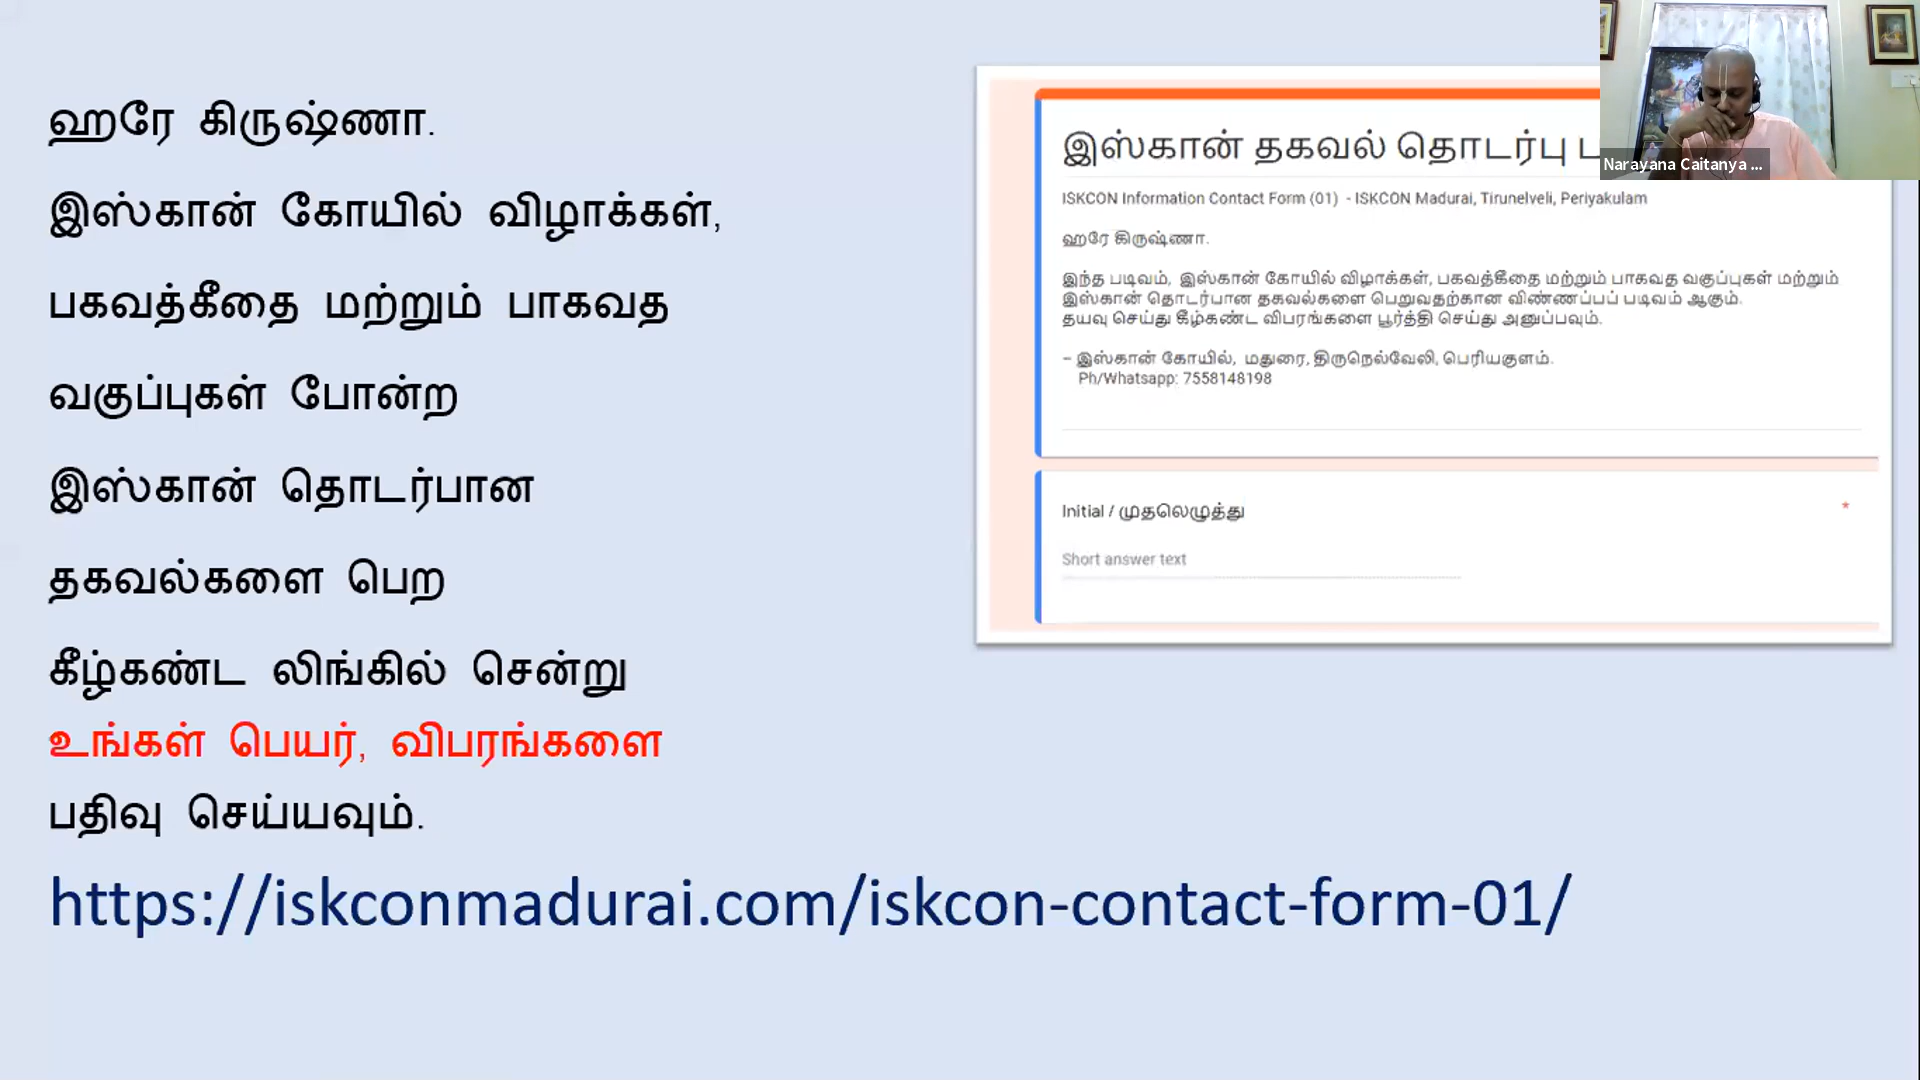 ஹரே கிருஷ்ணா.
இஸ்கான் கோயில் விழாக்கள்,
பகவத்கீதை மற்றும் பாகவத
வகுப்புகள் போன்ற
இஸ்கான் தொடர்பான
தகவல்களை பெற
கீழ்கண்ட லிங்கில் சென்று
உங்கள் பெயர், விபரங்களை
பதிவு செய்யவும்.
https://iskconmadurai.com/iskcon-contact-form-01/
இஸ்கான் தகவல் தொடர்பு
ISKCON Information Contact Form (01) - ISKCON Madurai, Tirunelveli, Periyakulam
ஹரே கிருஷ்ணா.
இந்த படிவம், இஸ்கான் கோயில் விழாக்கள், பகவத்கீதை மற்றும் பாகவத வகுப்புகள் மற்றும்
இஸ்கான் தொடர்பான தகவல்களை பெறுவதற்கான விண்ணப்பப் படிவம் ஆகும்.
தயவு செய்து கீழ்கண்ட விபரங்களை பூர்த்தி செய்து அனுப்பவும்.
– இஸ்கான் கோயில், மதுரை, திருநெல்வேலி, பெரியகுளம்.
Ph/Whatsapp: 7558148198
Initial / முதலெழுத்து *
Short answer text
Narayana Caitanya ...